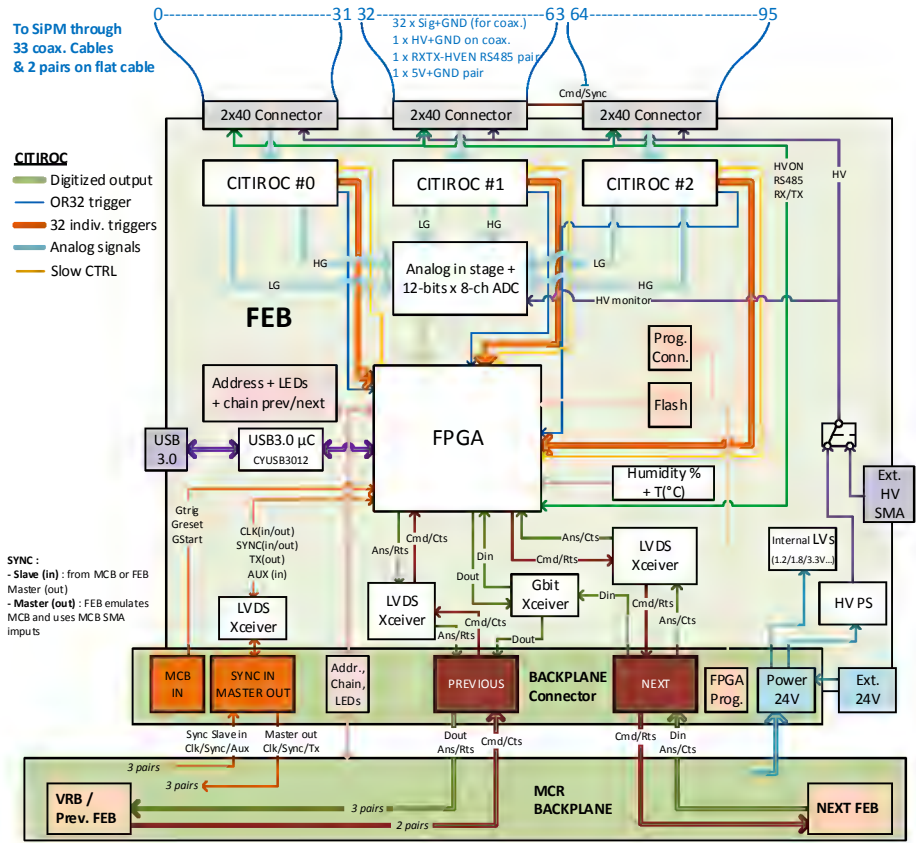 0
31
32
63
64
95
To SiPM through
33 coax. Cables
& 2 pairs on flat cable
32 x Sig+GND (for coax.)
1 x HV+GND on coax.
1 x RXTX-HVEN RS485 pair
1 x 5V+GND pair
Cmd/Sync
2x40 Connector
2x40 Connector
2x40 Connector
CITIROC
Digitized output
OR32 trigger
32 indiv. triggers
Analog signals
Slow CTRL
CITIROC #0
CITIROC #1
CITIROC #2
HV ON
RS485
RX/TX
HV
LG
HG
HG
LG
LG
HG
Analog in stage +
12-bits x 8-ch ADC
HV monitor
FEB
Prog.
Conn.
Flash
Address + LEDs
+ chain prev/next
FPGA
USB
3.0
USB3.0 µC
CYUSB3012
Humidity %
+ T(°C)
Ext.
HV
SMA
Gtrig
Greset
GStart
CLK(in/out)
SYNC(in/out)
TX(out)
AUX (in)
Ans/Rts
Cmd/Cts
Din
Dout
Ans/Cts
Cmd/Rts
LVDS
Xceiver
Internal LVs
(1.2/1.8/3.3V...)
SYNC :
- Slave (in) : from MCB or FEB
Master (out)
- Master (out) : FEB emulates
MCB and uses MCB SMA
imputs
LVDS
Xceiver
LVDS
Xceiver
Gbit
Xceiver
Din
Cmd/Rts
Ans/Cts
HV PS
Ans/Rts
Cmd/Cts
Dout
MCB
IN
SYNC IN
MASTER OUT
Addr.,
Chain,
LEDs
PREVIOUS
BACKPLANE
Connector
NEXT
FPGA
Prog.
Power
24V
Ext.
24V
Sync Slave in
Clk/Sync/Aux
Master out
Clk/Sync/Tx
Dout
Ans/Rts
Cmd/Cts
Cmd/Rts
Din
Ans/Cts
3 pairs
3 pairs
VRB /
Prev. FEB
3 pairs
2 pairs
MCR
BACKPLANE
NEXT FEB